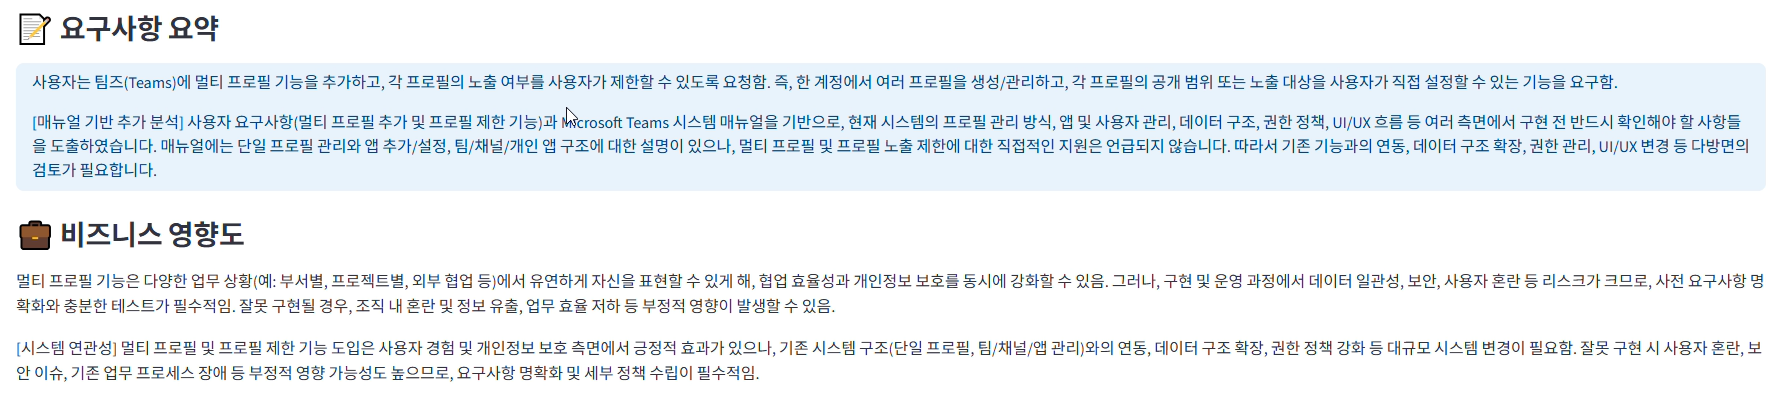 요구사항 요약
사용자는 팀즈(Teams)에 멀티 프로필 기능을 추가하고, 각 프로필의 노출 여부를 사용자가 제한할 수 있도록 요청함. 즉, 한 계정에서 여러 프로필을 생성/관리하고, 각 프로필의 공개 범위 또는 노출 대상을 사용자가 직접 설정할 수 있는 기능을 요구함.
[매뉴얼 기반 추가 분석] 사용자 요구사항(멀티 프로필 추가 및 프로필 제한 기능)과 Microsoft Teams 시스템 매뉴얼을 기반으로, 현재 시스템의 프로필 관리 방식, 앱 및 사용자 관리, 데이터 구조, 권한 정책, UI/UX 흐름 등 여러 측면에서 구현 전 반드시 확인해야 할 사항들
을 도출하였습니다. 매뉴얼에는 단일 프로필 관리와 앱 추가/설정, 팀/채널/개인 앱 구조에 대한 설명이 있으나, 멀티 프로필 및 프로필 노출 제한에 대한 직접적인 지원은 언급되지 않습니다. 따라서 기존 기능과의 연동, 데이터 구조 확장, 권한 관리, UI/UX 변경 등 다방면의
검토가 필요합니다.
비즈니스 영향도
멀티 프로필 기능은 다양한 업무 상황(예: 부서별, 프로젝트별, 외부 협업 등)에서 유연하게 자신을 표현할 수 있게 해, 협업 효율성과 개인정보 보호를 동시에 강화할 수 있음. 그러나, 구현 및 운영 과정에서 데이터 일관성, 보안, 사용자 혼란 등 리스크가 크므로, 사전 요구사항 명
확화와 충분한 테스트가 필수적임. 잘못 구현될 경우, 조직 내 혼란 및 정보 유출, 업무 효율 저하 등 부정적 영향이 발생할 수 있음.
[시스템 연관성] 멀티 프로필 및 프로필 제한 기능 도입은 사용자 경험 및 개인정보 보호 측면에서 긍정적 효과가 있으나, 기존 시스템 구조(단일 프로필, 팀/채널/앱 관리)와의 연동, 데이터 구조 확장, 권한 정책 강화 등 대규모 시스템 변경이 필요함. 잘못 구현 시 사용자 혼란, 보
안 이슈, 기존 업무 프로세스 장애 등 부정적 영향 가능성도 높으므로, 요구사항 명확화 및 세부 정책 수립이 필수적임.